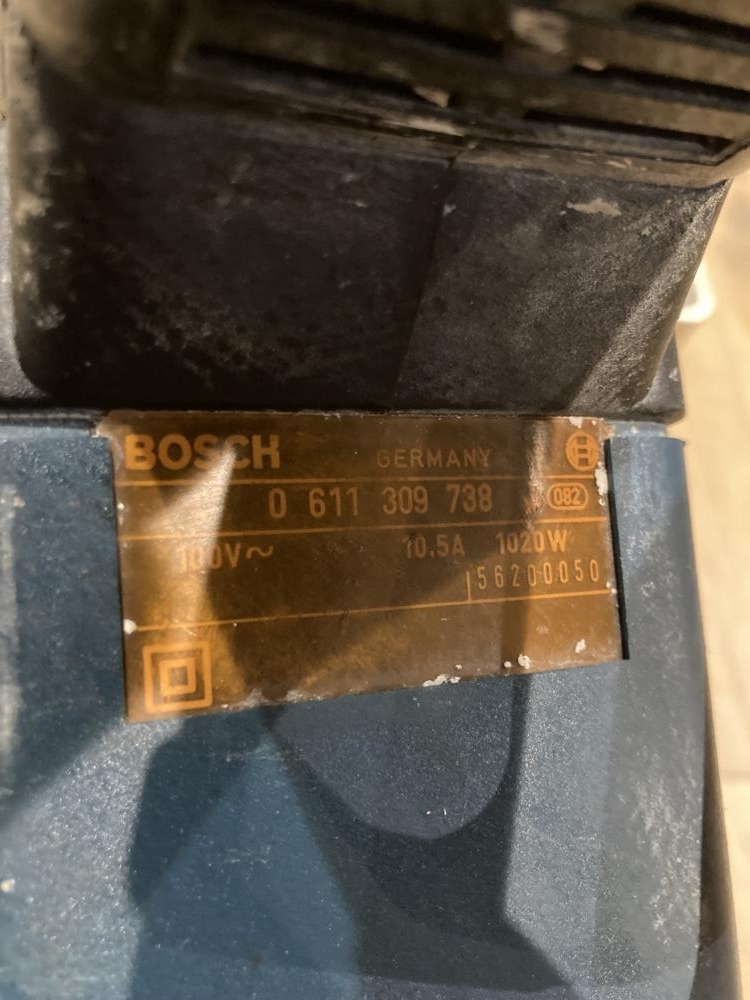 BOSCH GERMANY
0 611 309 738 082
100V~ 10.5A 1020W
56200050